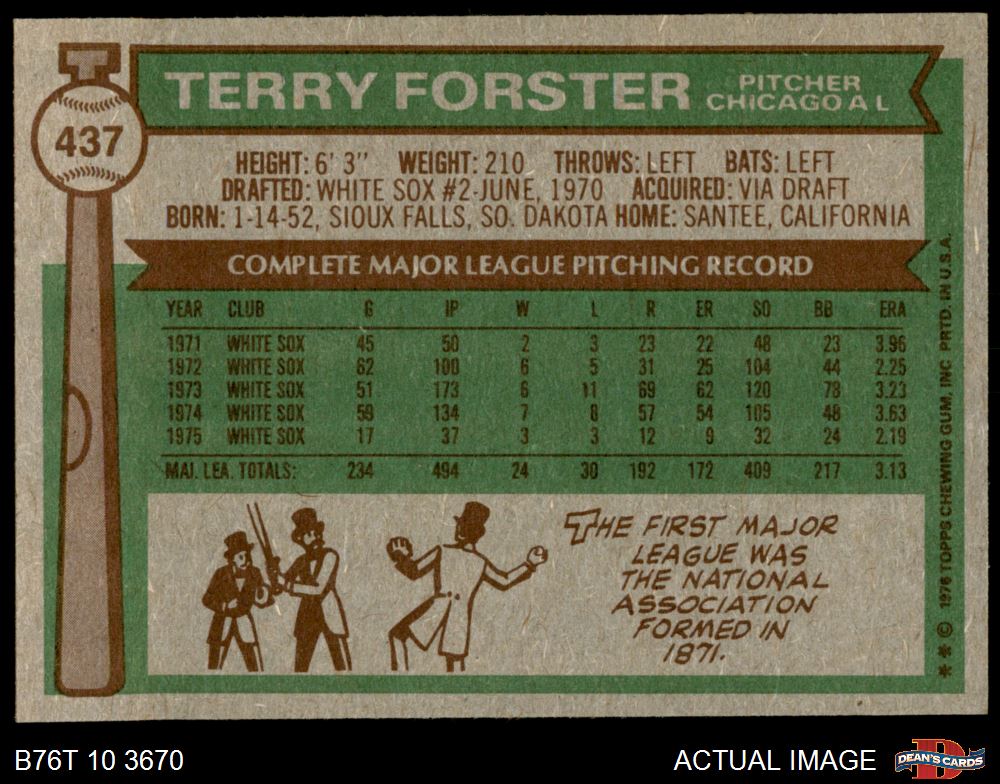 TERRY FORSTER
PITCHER
CHICAGO A L
437
HEIGHT: 6' 3" WEIGHT: 210 THROWS: LEFT BATS: LEFT
DRAFTED: WHITE SOX #2-JUNE, 1970 ACQUIRED: VIA DRAFT
BORN: 1-14-52, SIOUX FALLS, SO. DAKOTA HOME: SANTEE, CALIFORNIA
COMPLETE MAJOR LEAGUE PITCHING RECORD
YEAR CLUB G IP W L R ER SO BB ERA
1971 WHITE SOX 45 50 2 3 23 22 48 23 3.96
1972 WHITE SOX 62 100 6 5 31 25 104 44 2.25
1973 WHITE SOX 51 173 6 11 69 62 120 78 3.23
1974 WHITE SOX 59 134 7 8 57 54 105 48 3.63
1975 WHITE SOX 17 37 3 3 12 9 32 24 2.19
MAJ. LEA. TOTALS: 234 494 24 30 192 172 409 217 3.13
THE FIRST MAJOR
LEAGUE WAS
THE NATIONAL
ASSOCIATION
FORMED IN
1871.
** © 1976 TOPPS CHEWING GUM, INC. PRTD. IN U.S.A.
B76T 10 3670
ACTUAL IMAGE
D
DEAN'S CARDS